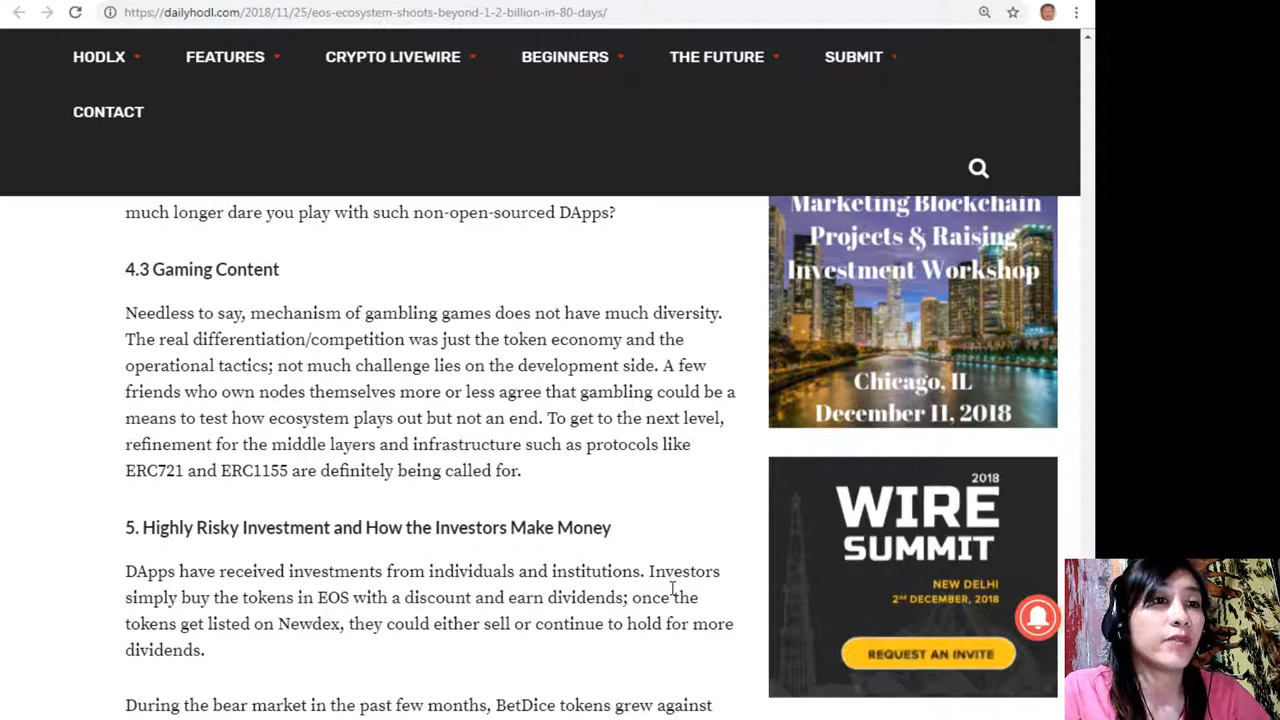 https://dailyhodl.com/2018/11/25/eos-ecosystem-shoots-beyond-1-2-billion-in-80-days/
HODLX
FEATURES
CRYPTO LIVEWIRE
BEGINNERS
THE FUTURE
SUBMIT
CONTACT
much longer dare you play with such non-open-sourced DApps?
4.3 Gaming Content
Needless to say, mechanism of gambling games does not have much diversity.
The real differentiation/competition was just the token economy and the
operational tactics; not much challenge lies on the development side. A few
friends who own nodes themselves more or less agree that gambling could be a
means to test how ecosystem plays out but not an end. To get to the next level,
refinement for the middle layers and infrastructure such as protocols like
ERC721 and ERC1155 are definitely being called for.
5. Highly Risky Investment and How the Investors Make Money
DApps have received investments from individuals and institutions. Investors
simply buy the tokens in EOS with a discount and earn dividends; once the
tokens get listed on Newdex, they could either sell or continue to hold for more
dividends.
During the bear market in the past few months, BetDice tokens grew against
Marketing Blockchain
Projects & Raising
Investment Workshop
Chicago, IL
December 11, 2018
2018
WIRE
SUMMIT
NEW DELHI
2ND DECEMBER, 2018
REQUEST AN INVITE